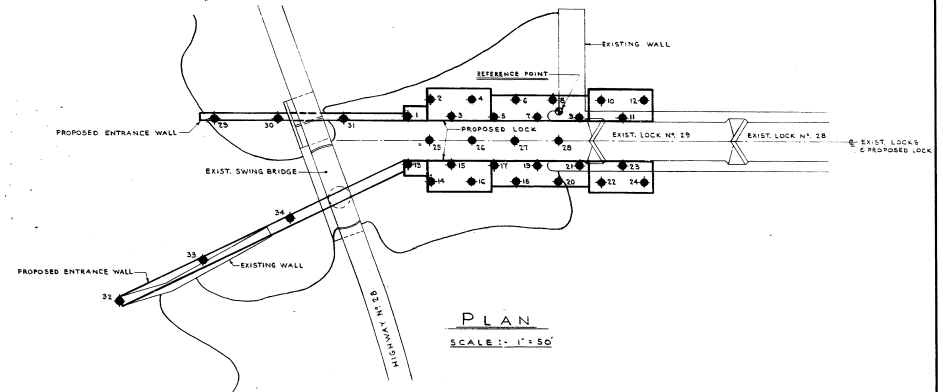 EXISTING WALL
REFERENCE POINT
2 4 6 8 10 12
29 30 31 1 3 5 7 9 11
PROPOSED ENTRANCE WALL
PROPOSED LOCK
EXIST. LOCK Nº. 29
EXIST. LOCK Nº. 28
25 26 27 28
℄ EXIST. LOCKS
& PROPOSED LOCK
EXIST. SWING BRIDGE
13 15 17 19 21 23
14 16 18 20 22 24
34
33
EXISTING WALL
PROPOSED ENTRANCE WALL
32
HIGHWAY Nº 28
PLAN
SCALE :- 1" = 50'